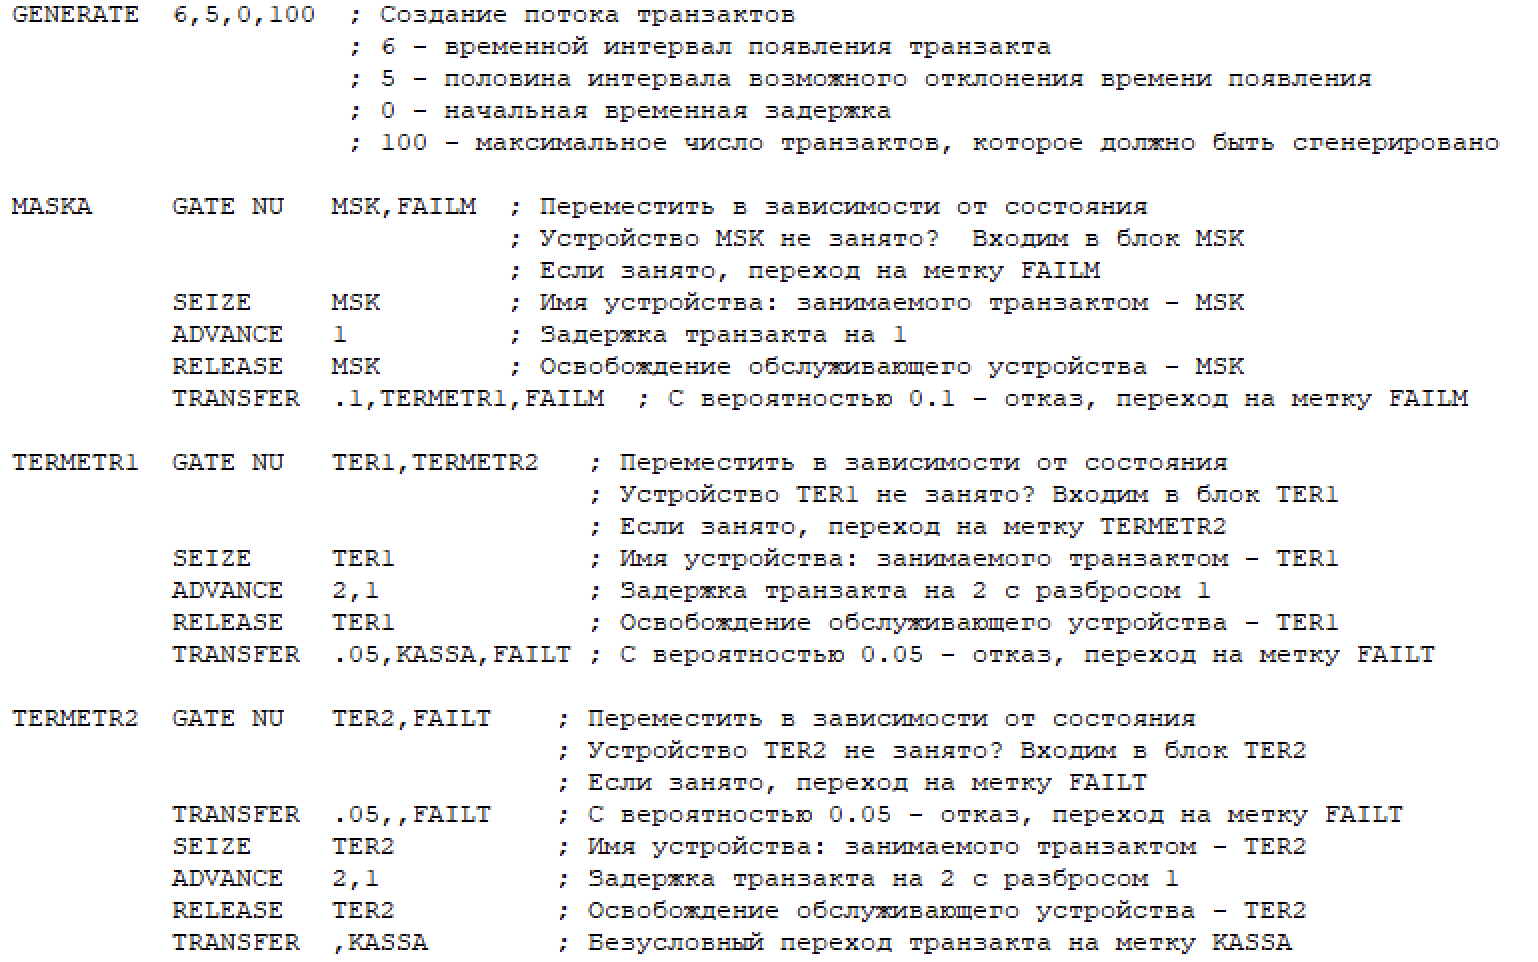 GENERATE  6,5,0,100  ; Создание потока транзактов
                     ; 6 – временной интервал появления транзакта
                     ; 5 – половина интервала возможного отклонения времени появления
                     ; 0 – начальная временная задержка
                     ; 100 – максимальное число транзактов, которое должно быть сгенерировано
MASKA     GATE NU   MSK,FAILM  ; Переместить в зависимости от состояния
                               ; Устройство MSK не занято?  Входим в блок MSK
                               ; Если занято, переход на метку FAILM
          SEIZE     MSK        ; Имя устройства: занимаемого транзактом – MSK
          ADVANCE   1          ; Задержка транзакта на 1
          RELEASE   MSK        ; Освобождение обслуживающего устройства – MSK
          TRANSFER  .1,TERMETR1,FAILM  ; С вероятностью 0.1 – отказ, переход на метку FAILM
TERMETR1  GATE NU   TER1,TERMETR2   ; Переместить в зависимости от состояния
                                    ; Устройство TER1 не занято? Входим в блок TER1
                                    ; Если занято, переход на метку TERMETR2
          SEIZE     TER1            ; Имя устройства: занимаемого транзактом – TER1
          ADVANCE   2,1             ; Задержка транзакта на 2 с разбросом 1
          RELEASE   TER1            ; Освобождение обслуживающего устройства – TER1
          TRANSFER  .05,KASSA,FAILT ; С вероятностью 0.05 – отказ, переход на метку FAILT
TERMETR2  GATE NU   TER2,FAILT    ; Переместить в зависимости от состояния
                                  ; Устройство TER2 не занято? Входим в блок TER2
                                  ; Если занято, переход на метку FAILT
          TRANSFER  .05,,FAILT    ; С вероятностью 0.05 – отказ, переход на метку FAILT
          SEIZE     TER2          ; Имя устройства: занимаемого транзактом – TER2
          ADVANCE   2,1           ; Задержка транзакта на 2 с разбросом 1
          RELEASE   TER2          ; Освобождение обслуживающего устройства – TER2
          TRANSFER  ,KASSA        ; Безусловный переход транзакта на метку KASSA